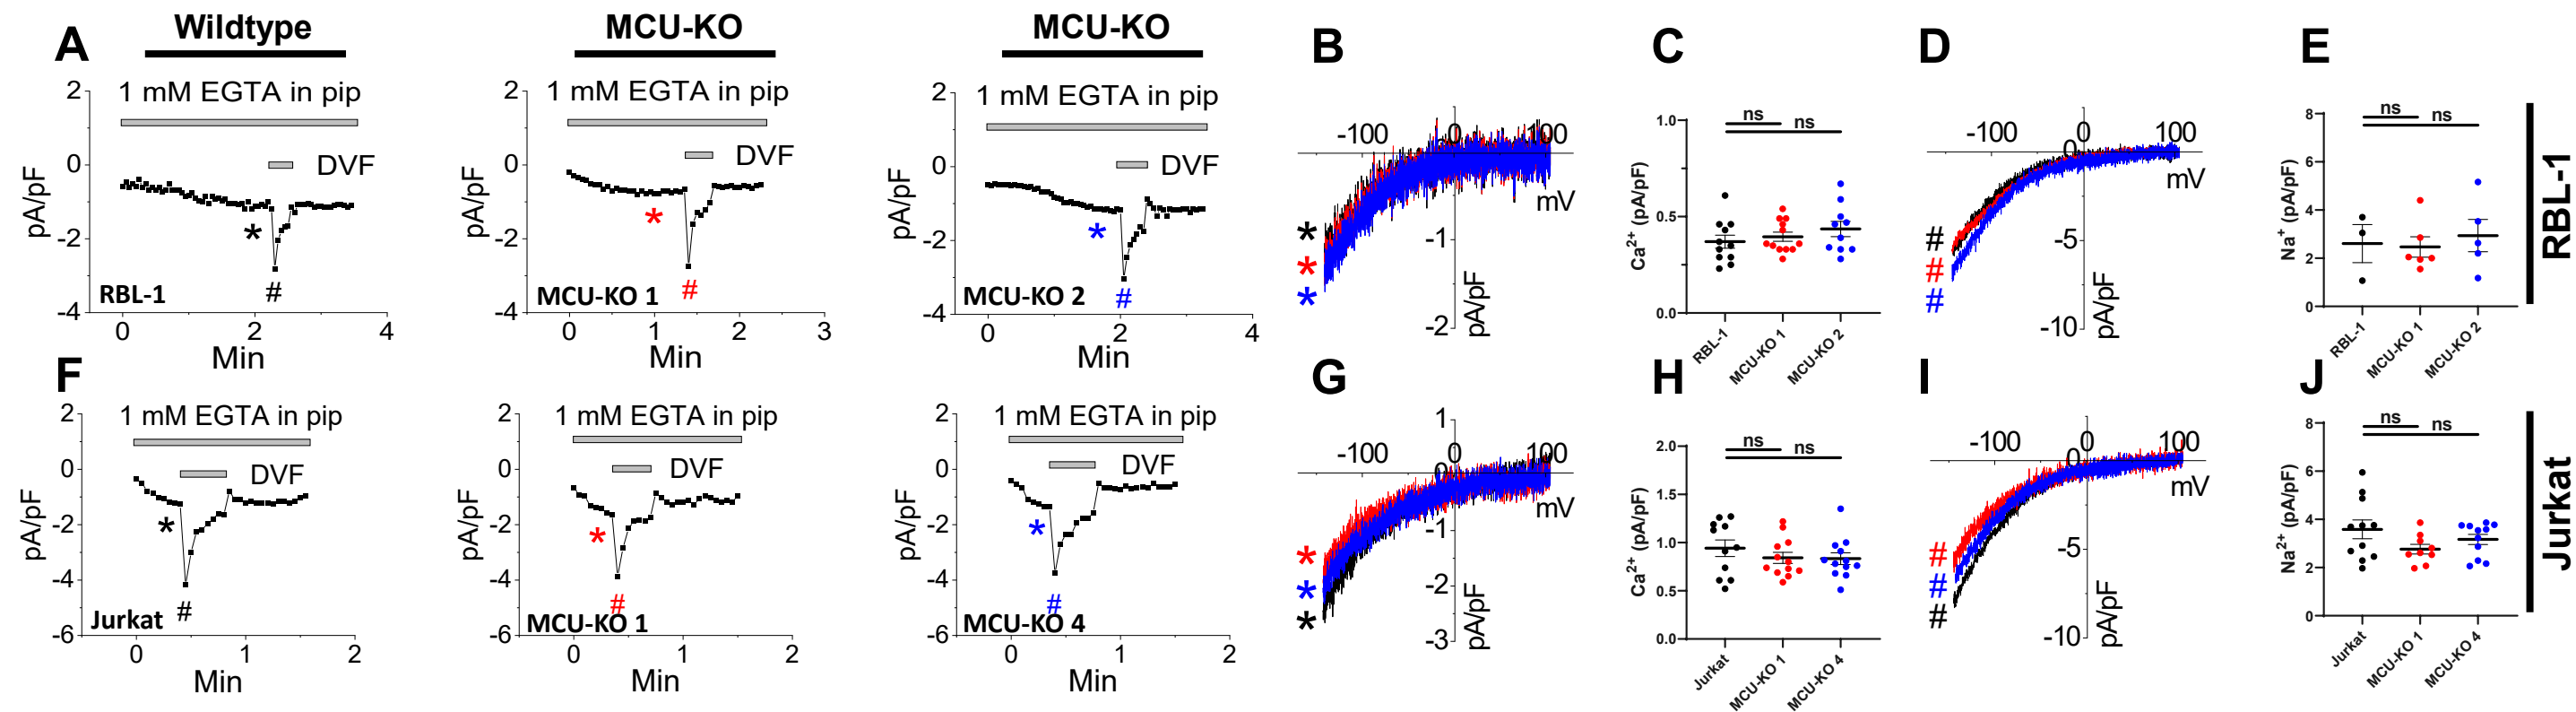 Wildtype
MCU-KO
MCU-KO
A
2
0
-2
-4
pA/pF
1 mM EGTA in pip
DVF
*
#
RBL-1
0
2
4
Min
2
0
-2
-4
pA/pF
1 mM EGTA in pip
DVF
*
#
MCU-KO 1
0
1
2
3
Min
2
0
-2
-4
pA/pF
1 mM EGTA in pip
DVF
*
#
MCU-KO 2
0
2
4
Min
B
-100
0
100
mV
-1
-2
pA/pF
*
*
*
C
1.0
0.5
0.0
Ca2+ (pA/pF)
ns
ns
RBL-1
MCU-KO 1
MCU-KO 2
D
-100
0
100
0
mV
-5
-10
pA/pF
#
#
#
E
8
6
4
2
0
Na+ (pA/pF)
ns
ns
RBL-1
MCU-KO 1
MCU-KO 2
RBL-1
F
2
0
-2
-4
-6
pA/pF
1 mM EGTA in pip
DVF
*
#
Jurkat
0
1
2
Min
2
0
-2
-4
-6
pA/pF
1 mM EGTA in pip
DVF
*
#
MCU-KO 1
0
1
2
Min
2
0
-2
-4
-6
pA/pF
1 mM EGTA in pip
DVF
*
#
MCU-KO 4
0
1
2
Min
G
1
-100
0
100
0
mV
-1
-2
-3
pA/pF
*
*
*
H
2.0
1.5
1.0
0.5
0.0
Ca2+ (pA/pF)
ns
ns
Jurkat
MCU-KO 1
MCU-KO 4
I
-100
0
100
0
mV
-5
-10
pA/pF
#
#
#
J
8
6
4
2
0
Na2+ (pA/pF)
ns
ns
Jurkat
MCU-KO 1
MCU-KO 4
Jurkat